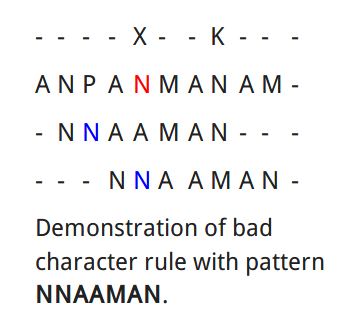 - - - - X - - K - - -
A N P A N M A N A M -
- N N A A M A N - - -
- - - N N A A M A N -
Demonstration of bad
character rule with pattern
NNAAMAN.